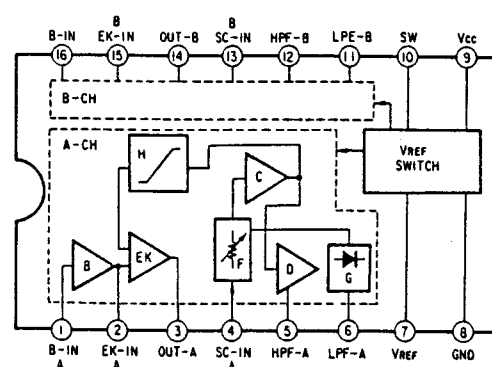 B B
B-IN EK-IN OUT-B SC-IN HPF-B LPE-B SW Vcc
16 15 14 13 12 11 10 9
B-CH
A-CH
H
C
VREF
SWITCH
F
B EK D G
1 2 3 4 5 6 7 8
B-IN EK-IN OUT-A SC-IN HPF-A LPF-A VREF GND
A A A